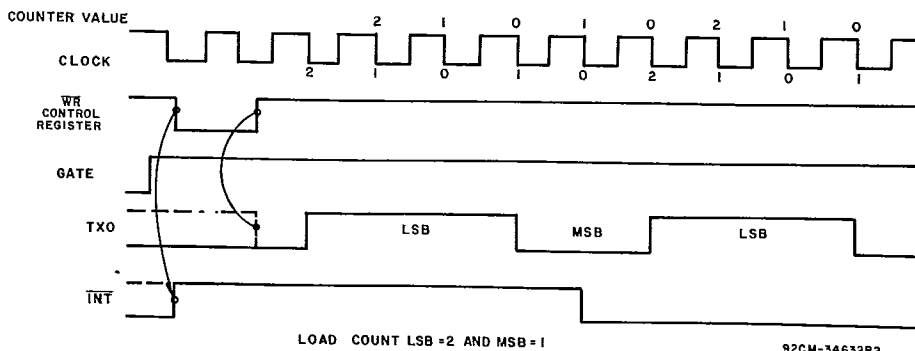 COUNTER VALUE 2 1 0 1 0 2 1 0
CLOCK
2 1 0 1 0 2 1 0 1
WR
CONTROL
REGISTER
GATE
TXO LSB MSB LSB
INT
LOAD COUNT LSB = 2 AND MSB = 1
92CM-34632R2